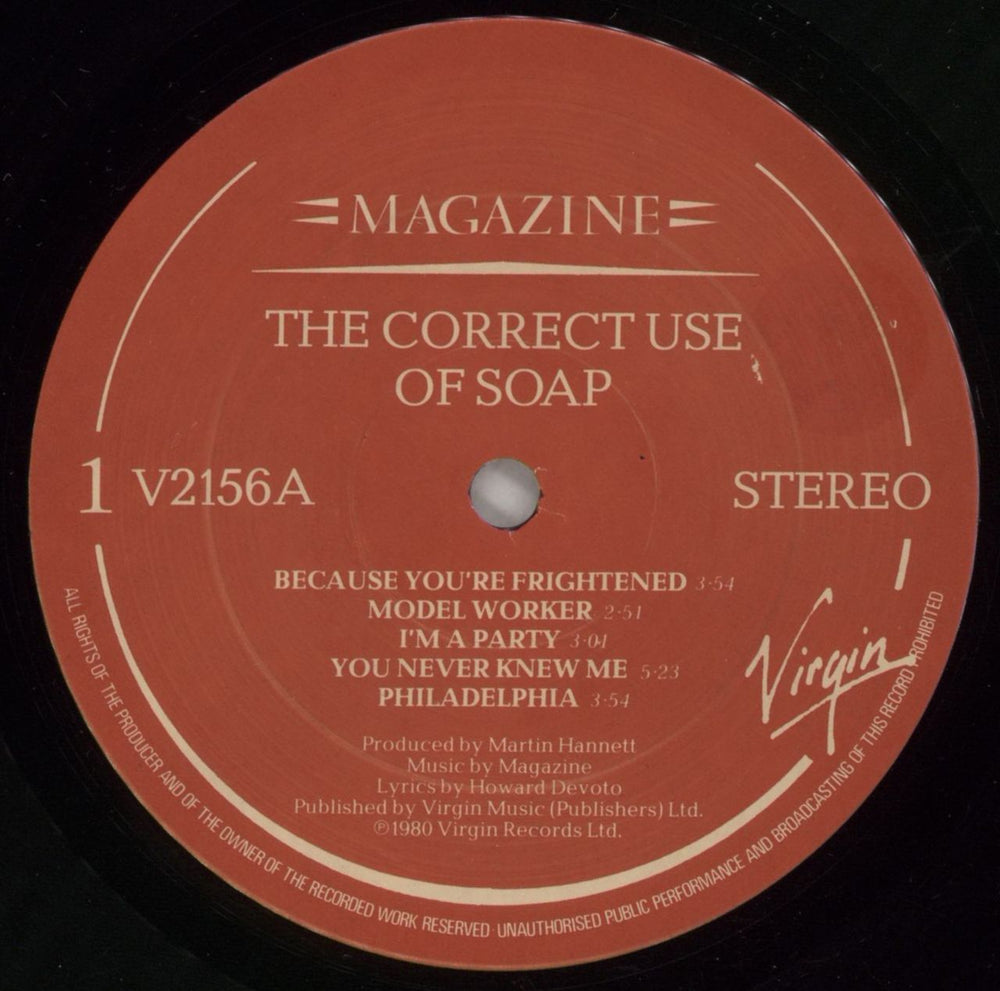 MAGAZINE
THE CORRECT USE
OF SOAP
1 V2156A
STEREO
BECAUSE YOU'RE FRIGHTENED 3·54
MODEL WORKER 2·51
I'M A PARTY 3·01
YOU NEVER KNEW ME 5·23
PHILADELPHIA 3·54
Virgin
Produced by Martin Hannett
Music by Magazine
Lyrics by Howard Devoto
Published by Virgin Music (Publishers) Ltd.
℗1980 Virgin Records Ltd.
ALL RIGHTS OF THE PRODUCER AND OF THE OWNER OF THE RECORDED WORK RESERVED · UNAUTHORISED PUBLIC PERFORMANCE AND BROADCASTING OF THIS RECORD PROHIBITED